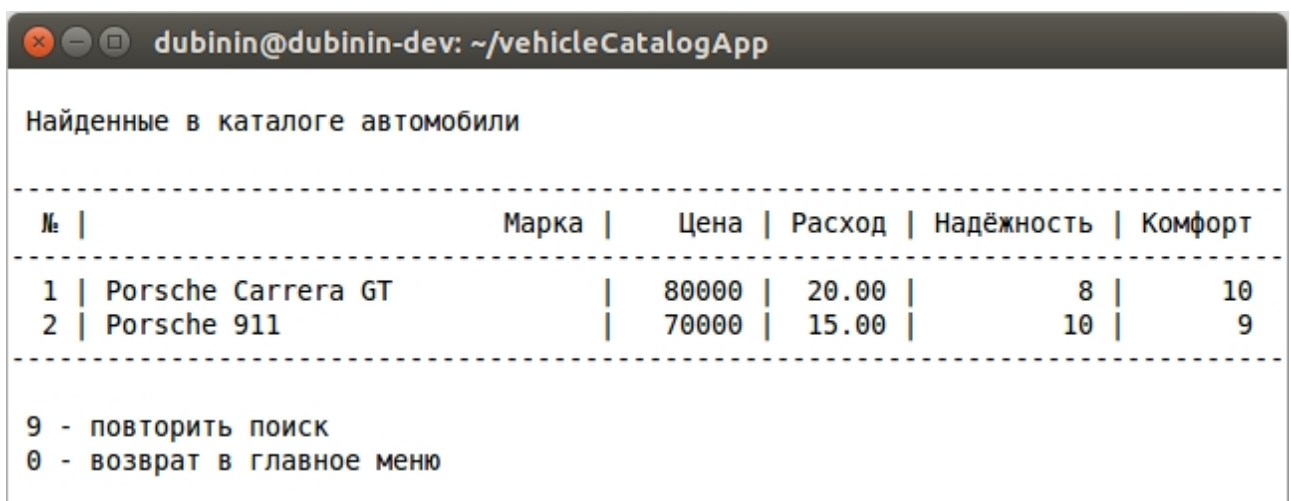 dubinin@dubinin-dev: ~/vehicleCatalogApp
Найденные в каталоге автомобили
--------------------------------------------------------------------------------
№ | Марка | Цена | Расход | Надёжность | Комфорт
--------------------------------------------------------------------------------
1 | Porsche Carrera GT | 80000 | 20.00 | 8 | 10
2 | Porsche 911 | 70000 | 15.00 | 10 | 9
--------------------------------------------------------------------------------
9 - повторить поиск
0 - возврат в главное меню